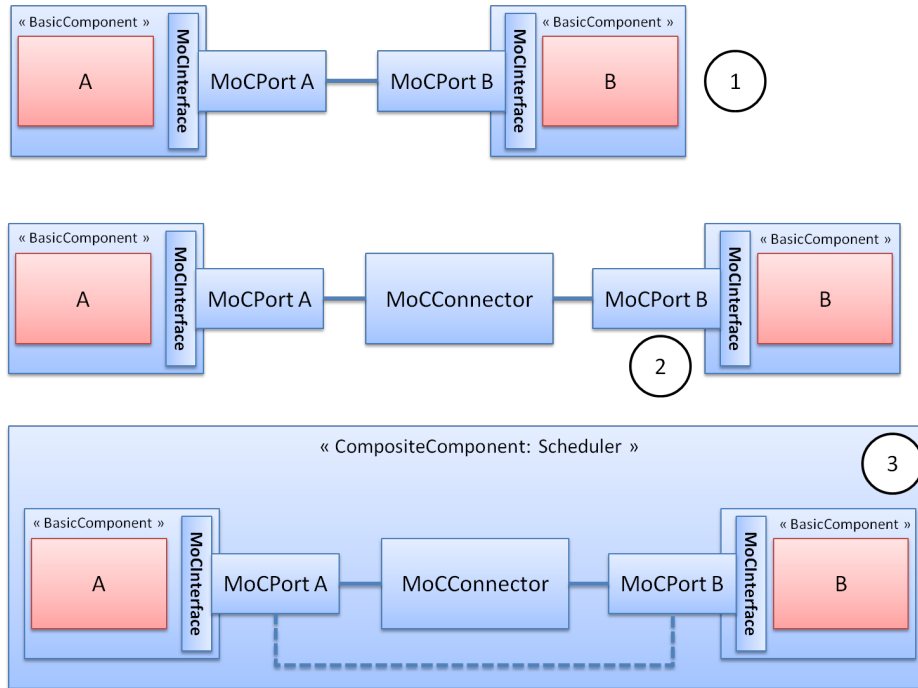 « BasicComponent »
A
MoCInterface
MoCPort A
MoCPort B
MoCInterface
« BasicComponent »
B
1
« BasicComponent »
A
MoCInterface
MoCPort A
MoCConnector
MoCPort B
MoCInterface
« BasicComponent »
B
2
« CompositeComponent: Scheduler »
3
« BasicComponent »
A
MoCInterface
MoCPort A
MoCConnector
MoCPort B
MoCInterface
« BasicComponent »
B